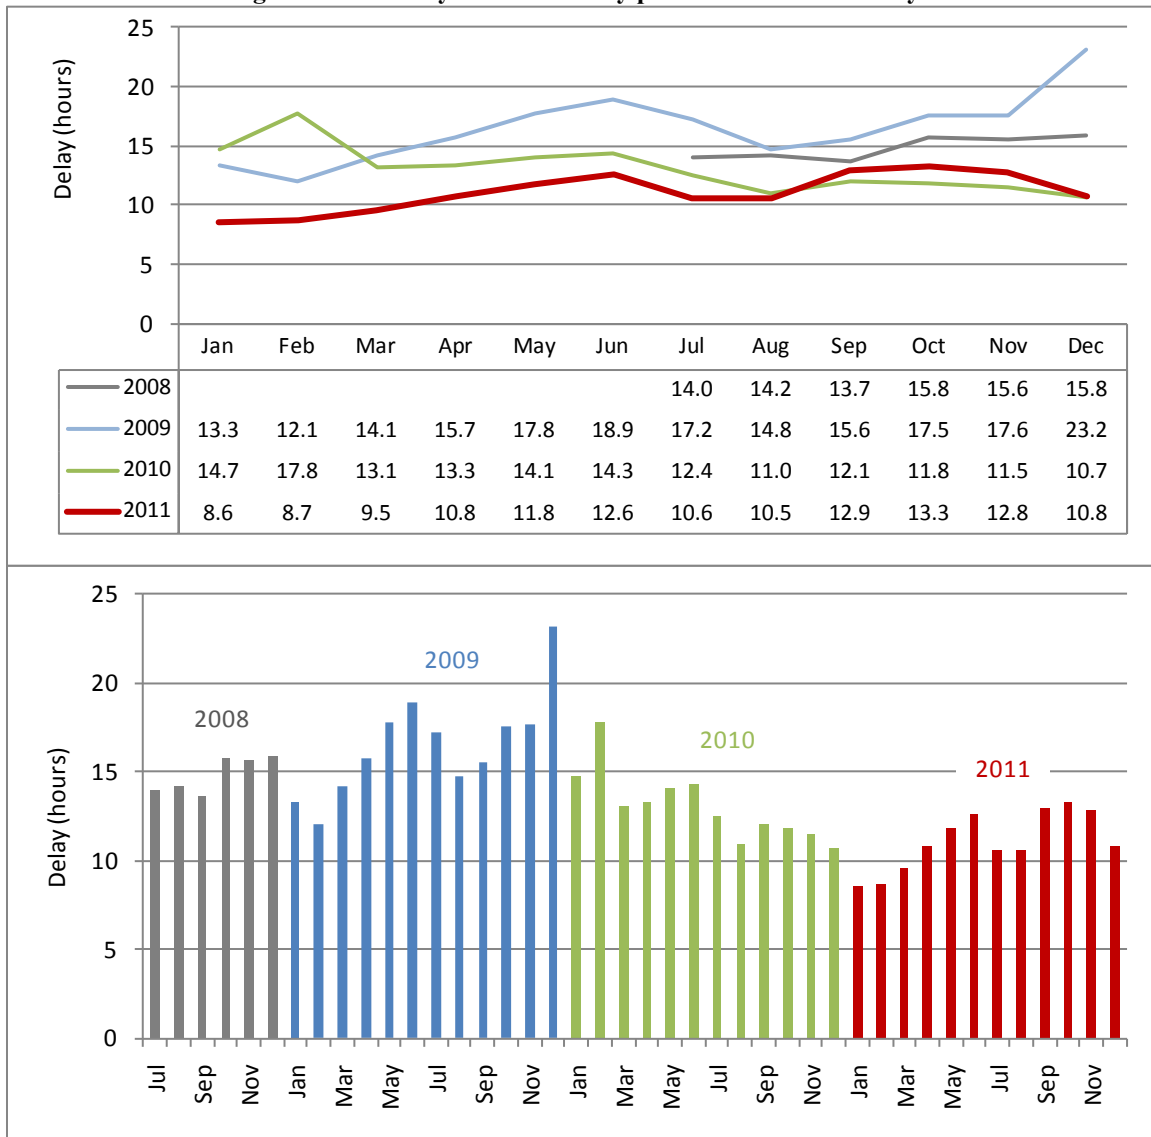 25
20
15
10
5
0
Delay (hours)
Jan Feb Mar Apr May Jun Jul Aug Sep Oct Nov Dec
2008 14.0 14.2 13.7 15.8 15.6 15.8
2009 13.3 12.1 14.1 15.7 17.8 18.9 17.2 14.8 15.6 17.5 17.6 23.2
2010 14.7 17.8 13.1 13.3 14.1 14.3 12.4 11.0 12.1 11.8 11.5 10.7
2011 8.6 8.7 9.5 10.8 11.8 12.6 10.6 10.5 12.9 13.3 12.8 10.8
25
20
15
10
5
0
Delay (hours)
2008
2009
2010
2011
Jul Sep Nov Jan Mar May Jul Sep Nov Jan Mar May Jul Sep Nov Jan Mar May Jul Sep Nov